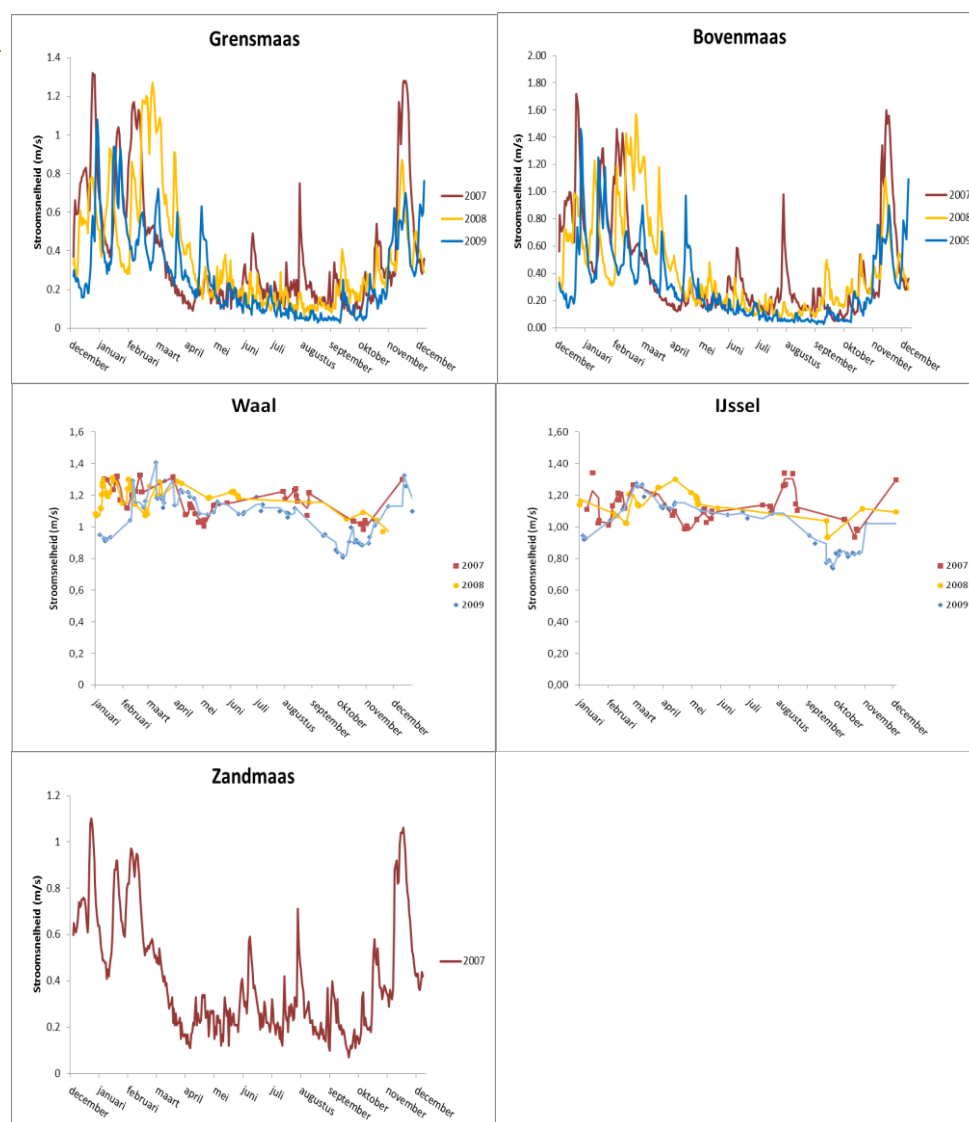 Grensmaas
Stroomsnelheid (m/s)
1.4
1.2
1
0.8
0.6
0.4
0.2
0
december
januari
februari
maart
april
mei
juni
juli
augustus
september
oktober
november
december
2007
2008
2009
Bovenmaas
Stroomsnelheid (m/s)
2.00
1.80
1.60
1.40
1.20
1.00
0.80
0.60
0.40
0.20
0.00
december
januari
februari
maart
april
mei
juni
juli
augustus
september
oktober
november
december
2007
2008
2009
Waal
Stroomsnelheid (m/s)
1,6
1,4
1,2
1
0,8
0,6
0,4
0,2
0
januari
februari
maart
april
mei
juni
juli
augustus
september
oktober
november
december
2007
2008
2009
IJssel
Stroomsnelheid (m/s)
1,60
1,40
1,20
1,00
0,80
0,60
0,40
0,20
0,00
januari
februari
maart
april
mei
juni
juli
augustus
september
oktober
november
december
2007
2008
2009
Zandmaas
Stroomsnelheid (m/s)
1.2
1
0.8
0.6
0.4
0.2
0
december
januari
februari
maart
april
mei
juni
juli
augustus
september
oktober
november
december
2007